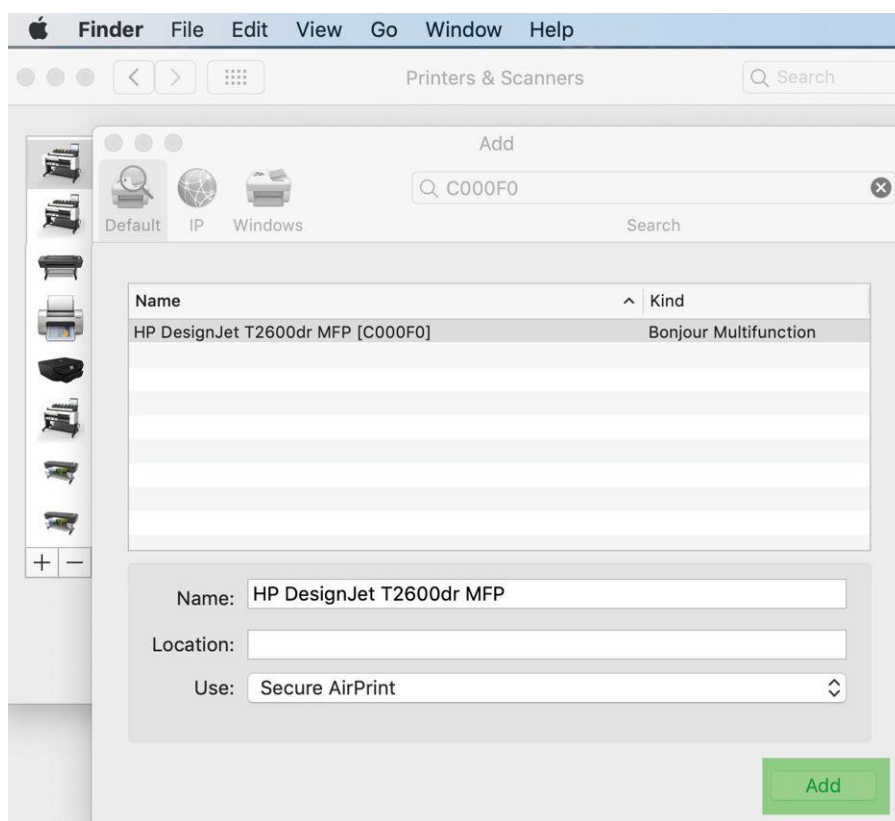 Finder File Edit View Go Window Help
Printers & Scanners Search
Add
C000F0
Default IP Windows Search
Name Kind
HP DesignJet T2600dr MFP [C000F0] Bonjour Multifunction
Name: HP DesignJet T2600dr MFP
Location:
Use: Secure AirPrint
Add